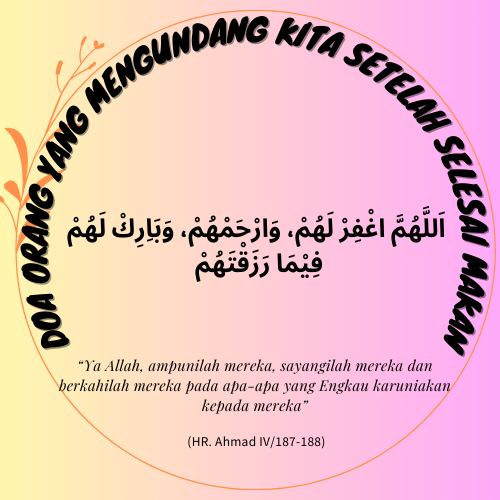 DOA ORANG YANG MENGUNDANG KITA SETELAH SELESAI MAKAN
اَللَّهُمَّ اغْفِرْ لَهُمْ، وَارْحَمْهُمْ، وَبَاِرِكْ لَهُمْ
فِيْمَا رَزَقْتَهُمْ
“Ya Allah, ampunilah mereka, sayangilah mereka dan
berkahilah mereka pada apa-apa yang Engkau karuniakan
kepada mereka”
(HR. Ahmad IV/187-188)